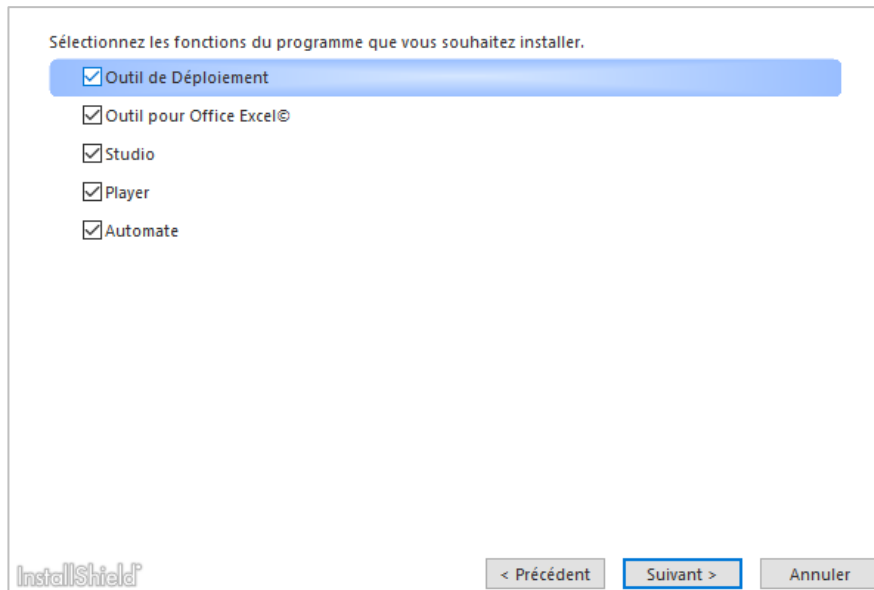 Sélectionnez les fonctions du programme que vous souhaitez installer.
Outil de Déploiement
Outil pour Office Excel©
Studio
Player
Automate
InstallShield®
< Précédent
Suivant >
Annuler